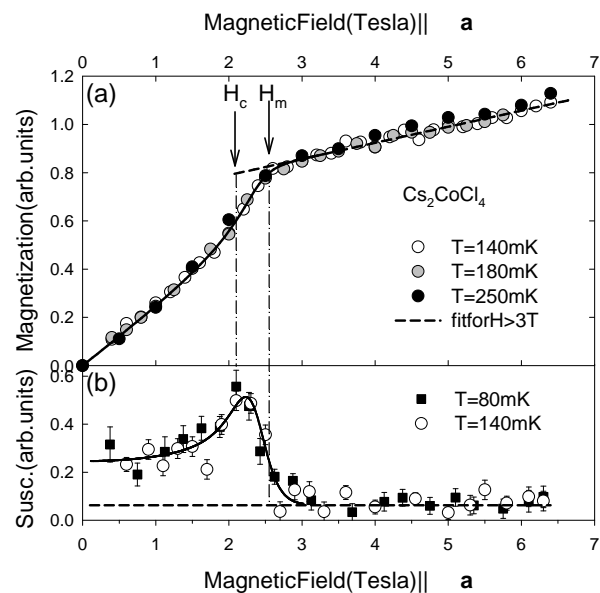 MagneticField(Tesla)|| a
0 1 2 3 4 5 6 7
(a)
H_c H_m
Magnetization(arb.units)
1.2
1.0
0.8
0.6
0.4
0.2
0.0
Cs₂CoCl₄
T=140mK
T=180mK
T=250mK
fitforH>3T
(b)
Susc.(arb.units)
0.6
0.4
0.2
0.0
T=80mK
T=140mK
0 1 2 3 4 5 6 7
MagneticField(Tesla)|| a